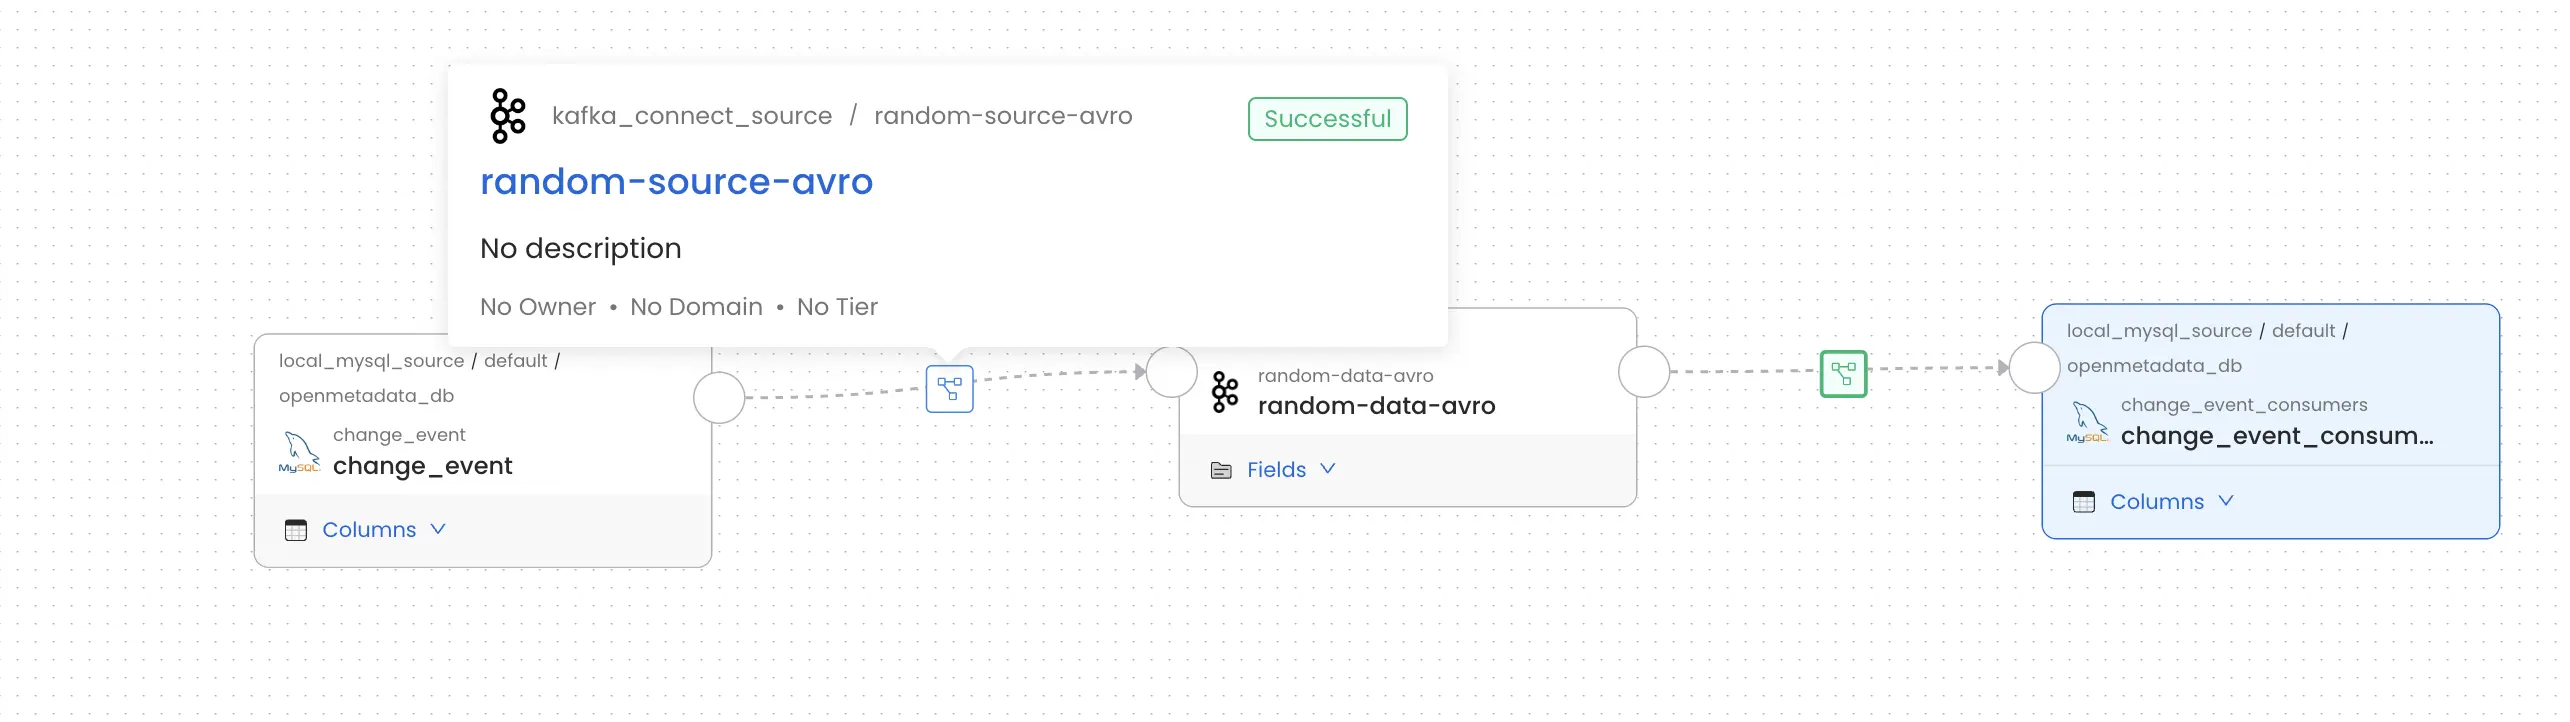 kafka_connect_source / random-source-avro
Successful
random-source-avro
No description
No Owner • No Domain • No Tier
local_mysql_source / default /
openmetadata_db
MySQL
change_event
change_event
Columns
random-data-avro
random-data-avro
Fields
local_mysql_source / default /
openmetadata_db
MySQL
change_event_consumers
change_event_consum...
Columns